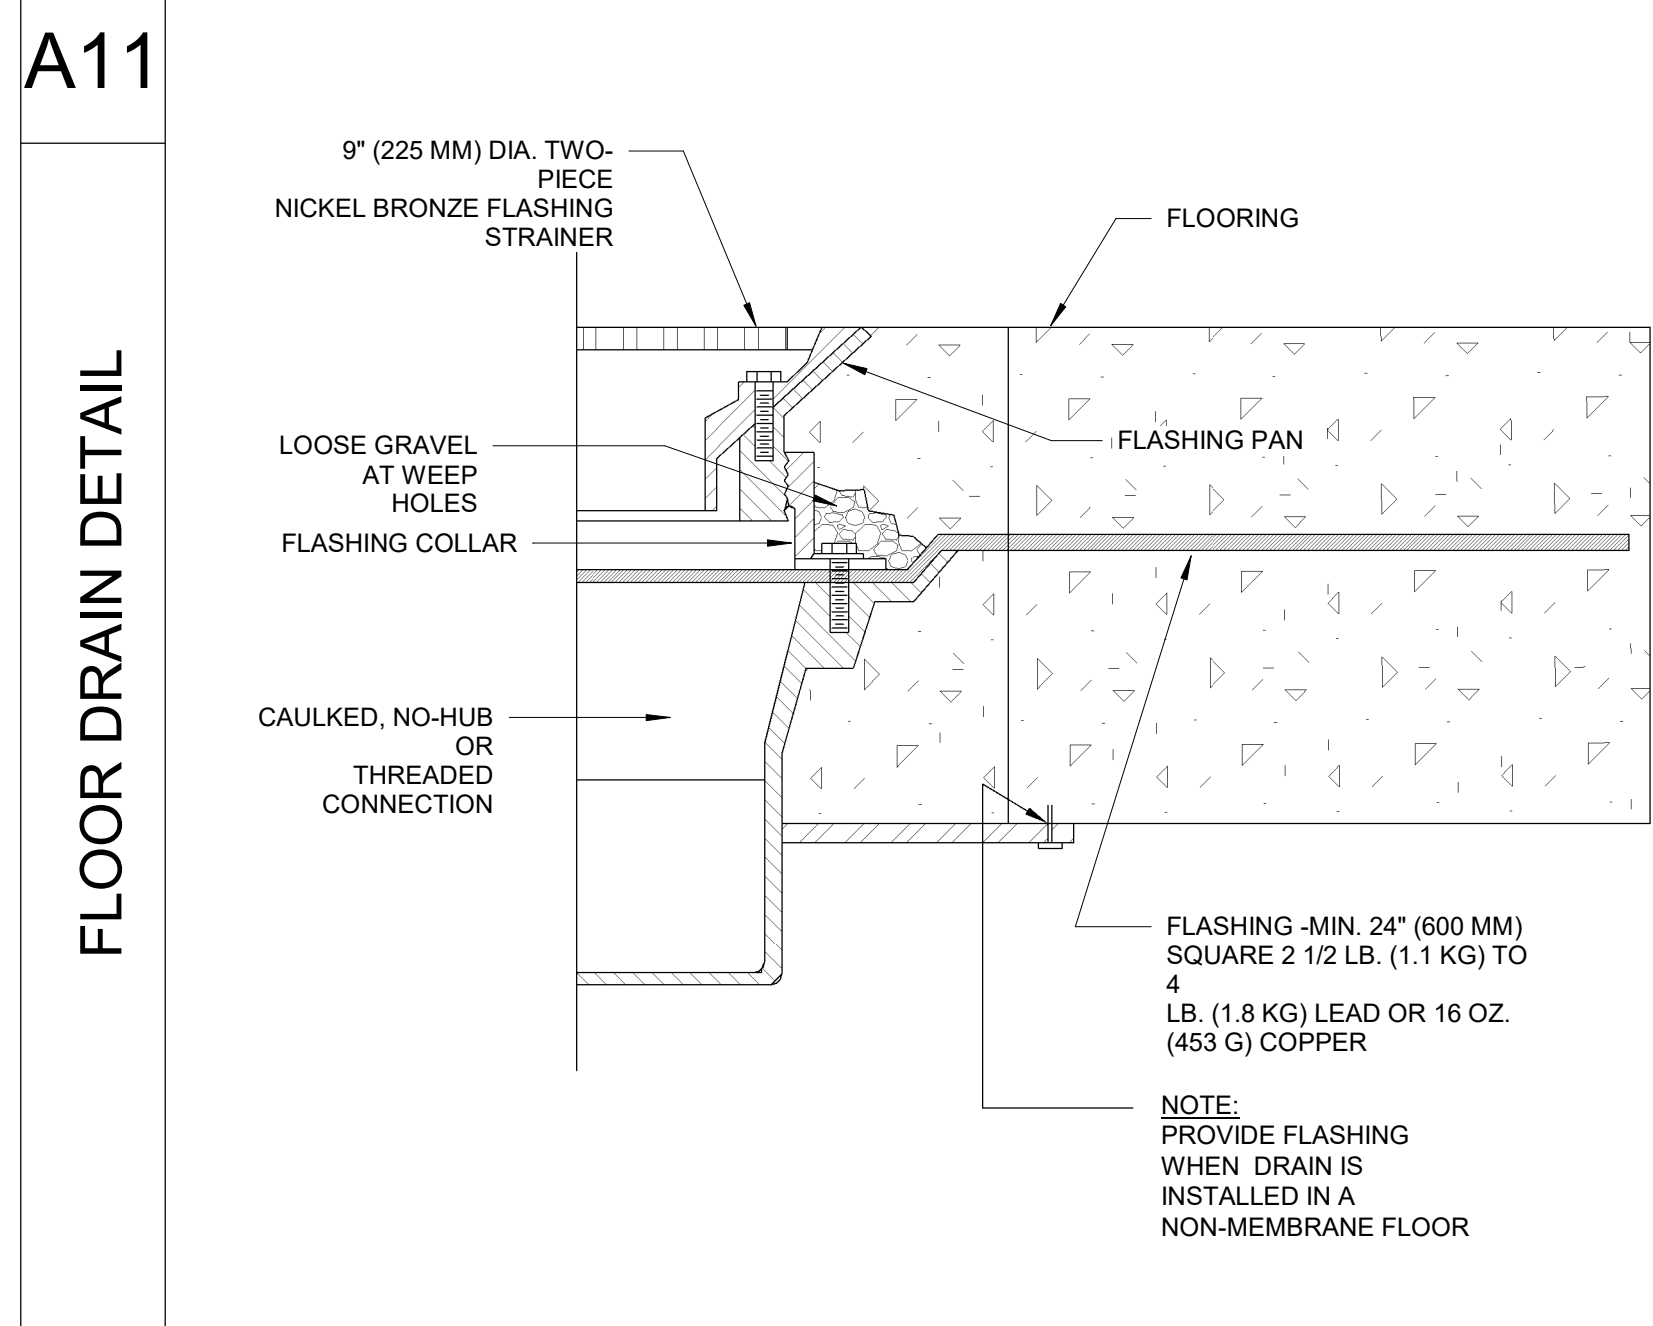 A11
FLOOR DRAIN DETAIL
9" (225 MM) DIA. TWO-
PIECE
NICKEL BRONZE FLASHING
STRAINER
FLOORING
LOOSE GRAVEL
AT WEEP
HOLES
FLASHING PAN
FLASHING COLLAR
CAULKED, NO-HUB
OR
THREADED
CONNECTION
FLASHING -MIN. 24" (600 MM)
SQUARE 2 1/2 LB. (1.1 KG) TO
4
LB. (1.8 KG) LEAD OR 16 OZ.
(453 G) COPPER
NOTE:
PROVIDE FLASHING
WHEN DRAIN IS
INSTALLED IN A
NON-MEMBRANE FLOOR